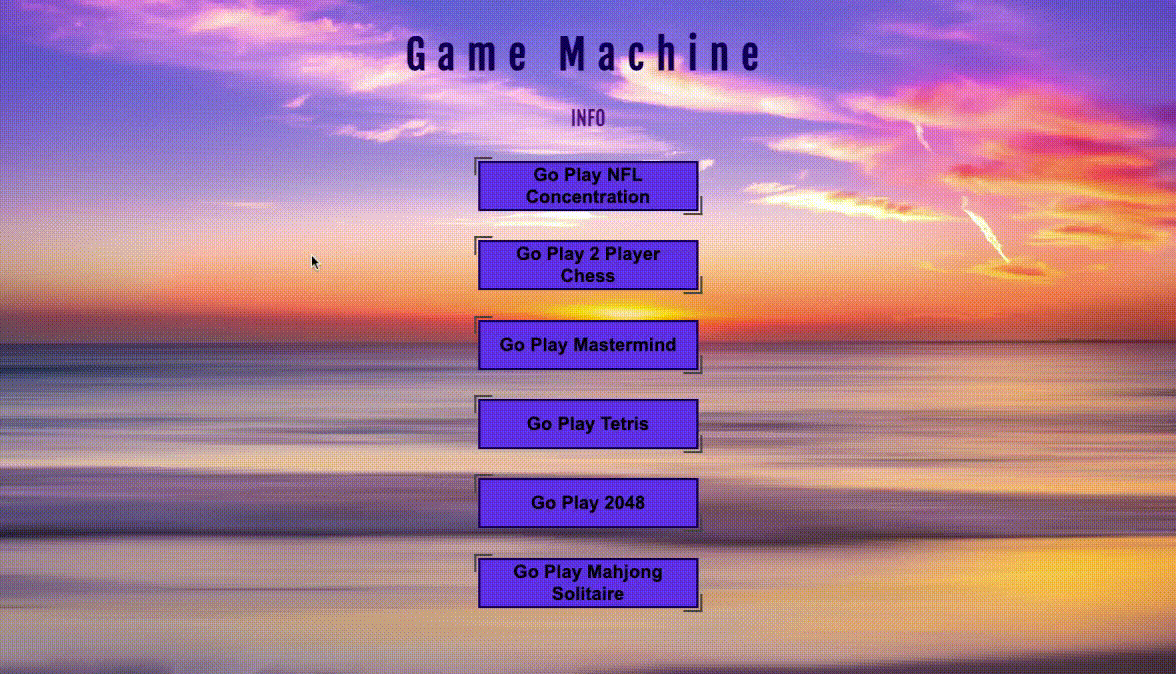 Game Machine
INFO
Go Play NFL
Concentration
Go Play 2 Player
Chess
Go Play Mastermind
Go Play Tetris
Go Play 2048
Go Play Mahjong
Solitaire